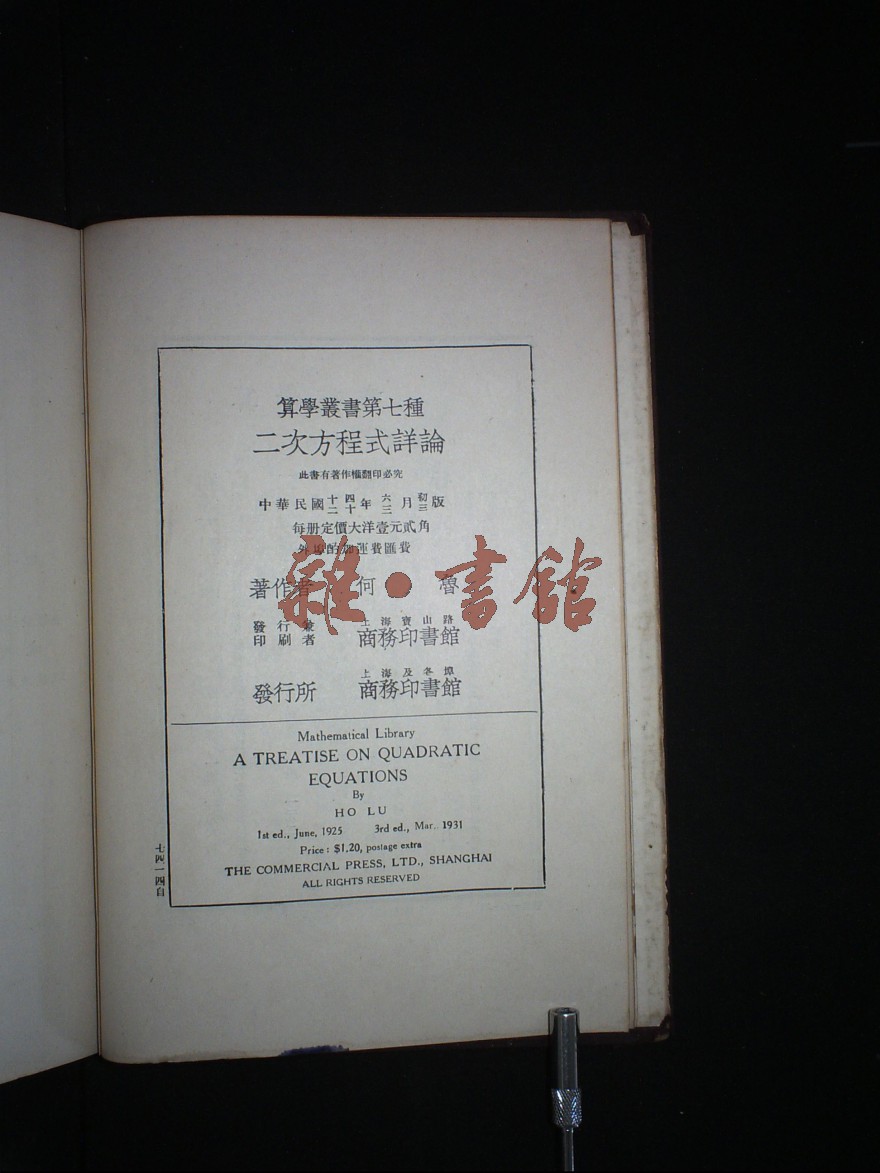 算學叢書第七種
二次方程式詳論
此書有著作權翻印必究
中華民國十四年六月初版
二十三三
每册定價大洋壹元貳角
外埠酌加運費匯費
著作者 何魯
發行兼印刷者 上海寶山路 商務印書館
發行所 上海及各埠 商務印書館
雜·書館
Mathematical Library
A TREATISE ON QUADRATIC
EQUATIONS
By
HO LU
1st ed., June, 1925 3rd ed., Mar. 1931
Price: $1.20, postage extra
THE COMMERCIAL PRESS, LTD., SHANGHAI
ALL RIGHTS RESERVED
七四一四自